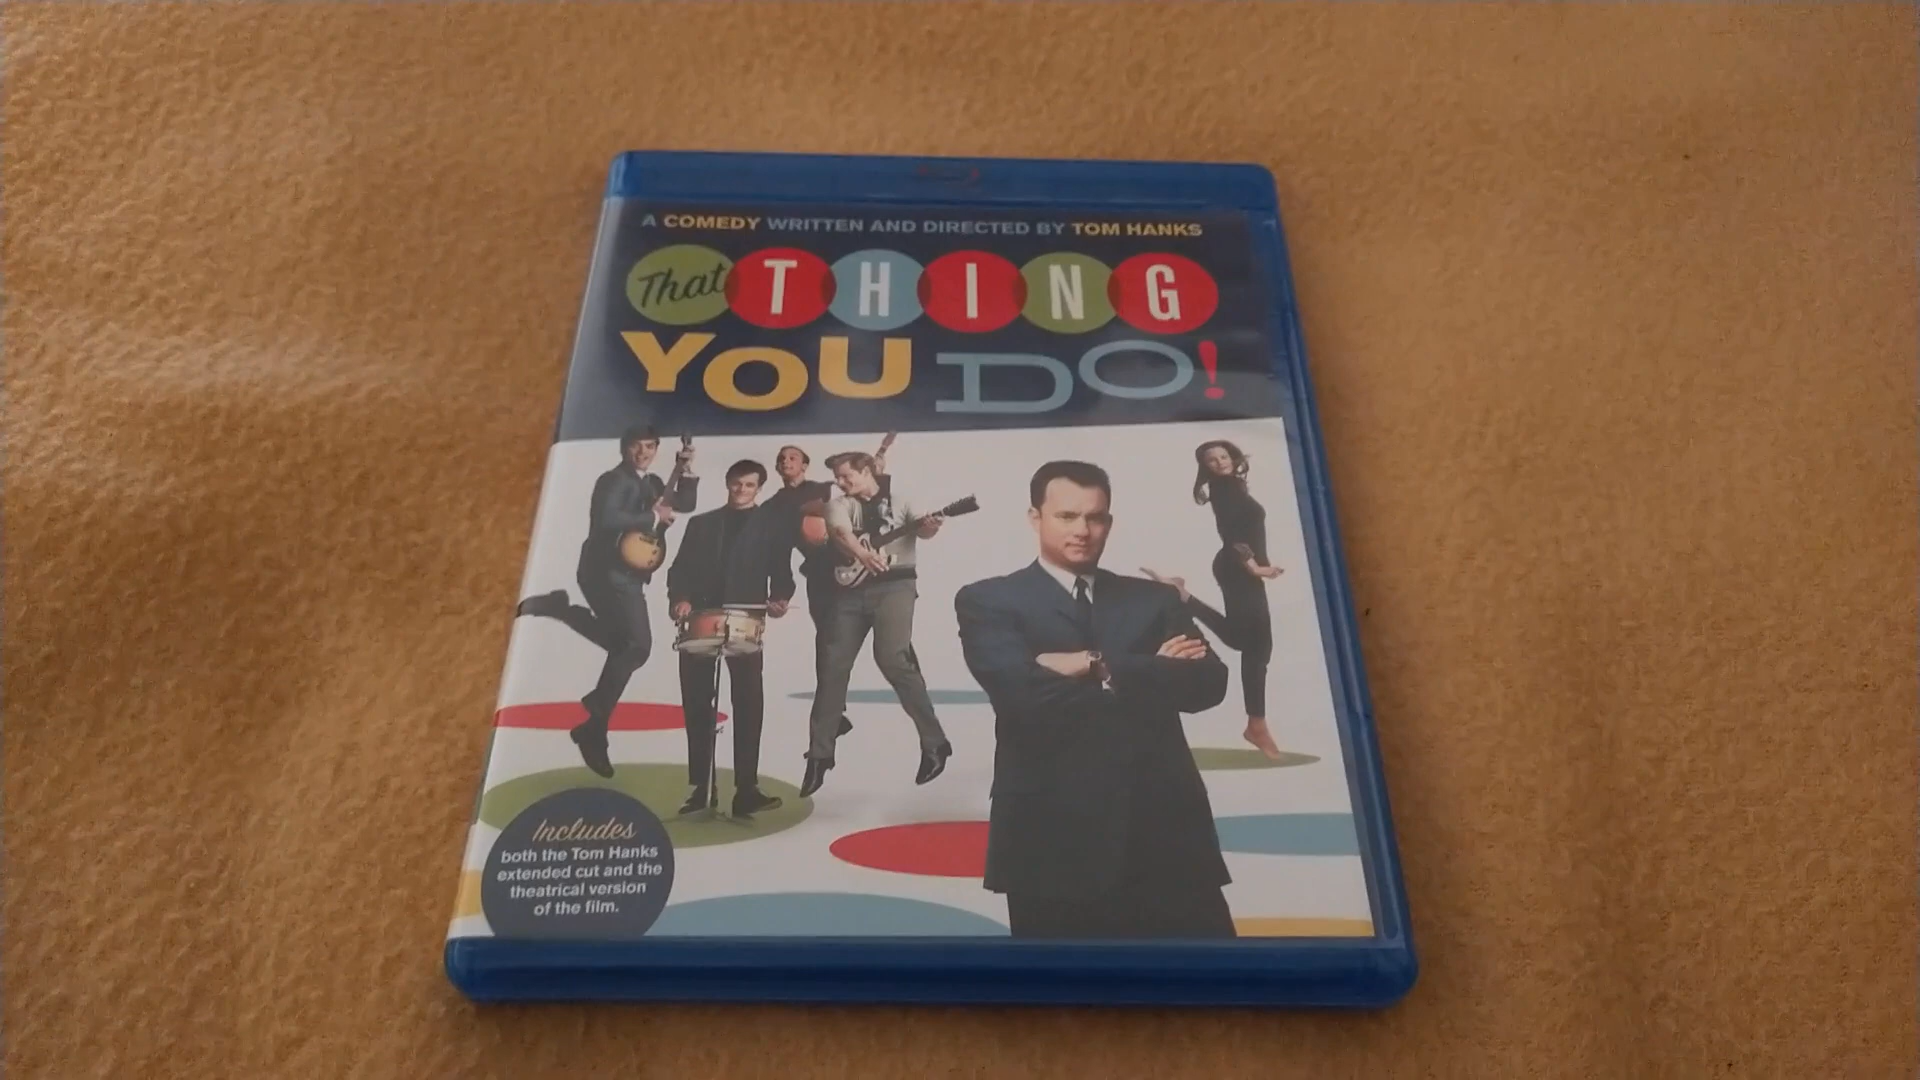 A COMEDY WRITTEN AND DIRECTED BY TOM HANKS
That THING
YOU DO!
Includes
both the Tom Hanks
extended cut and the
theatrical version
of the film.